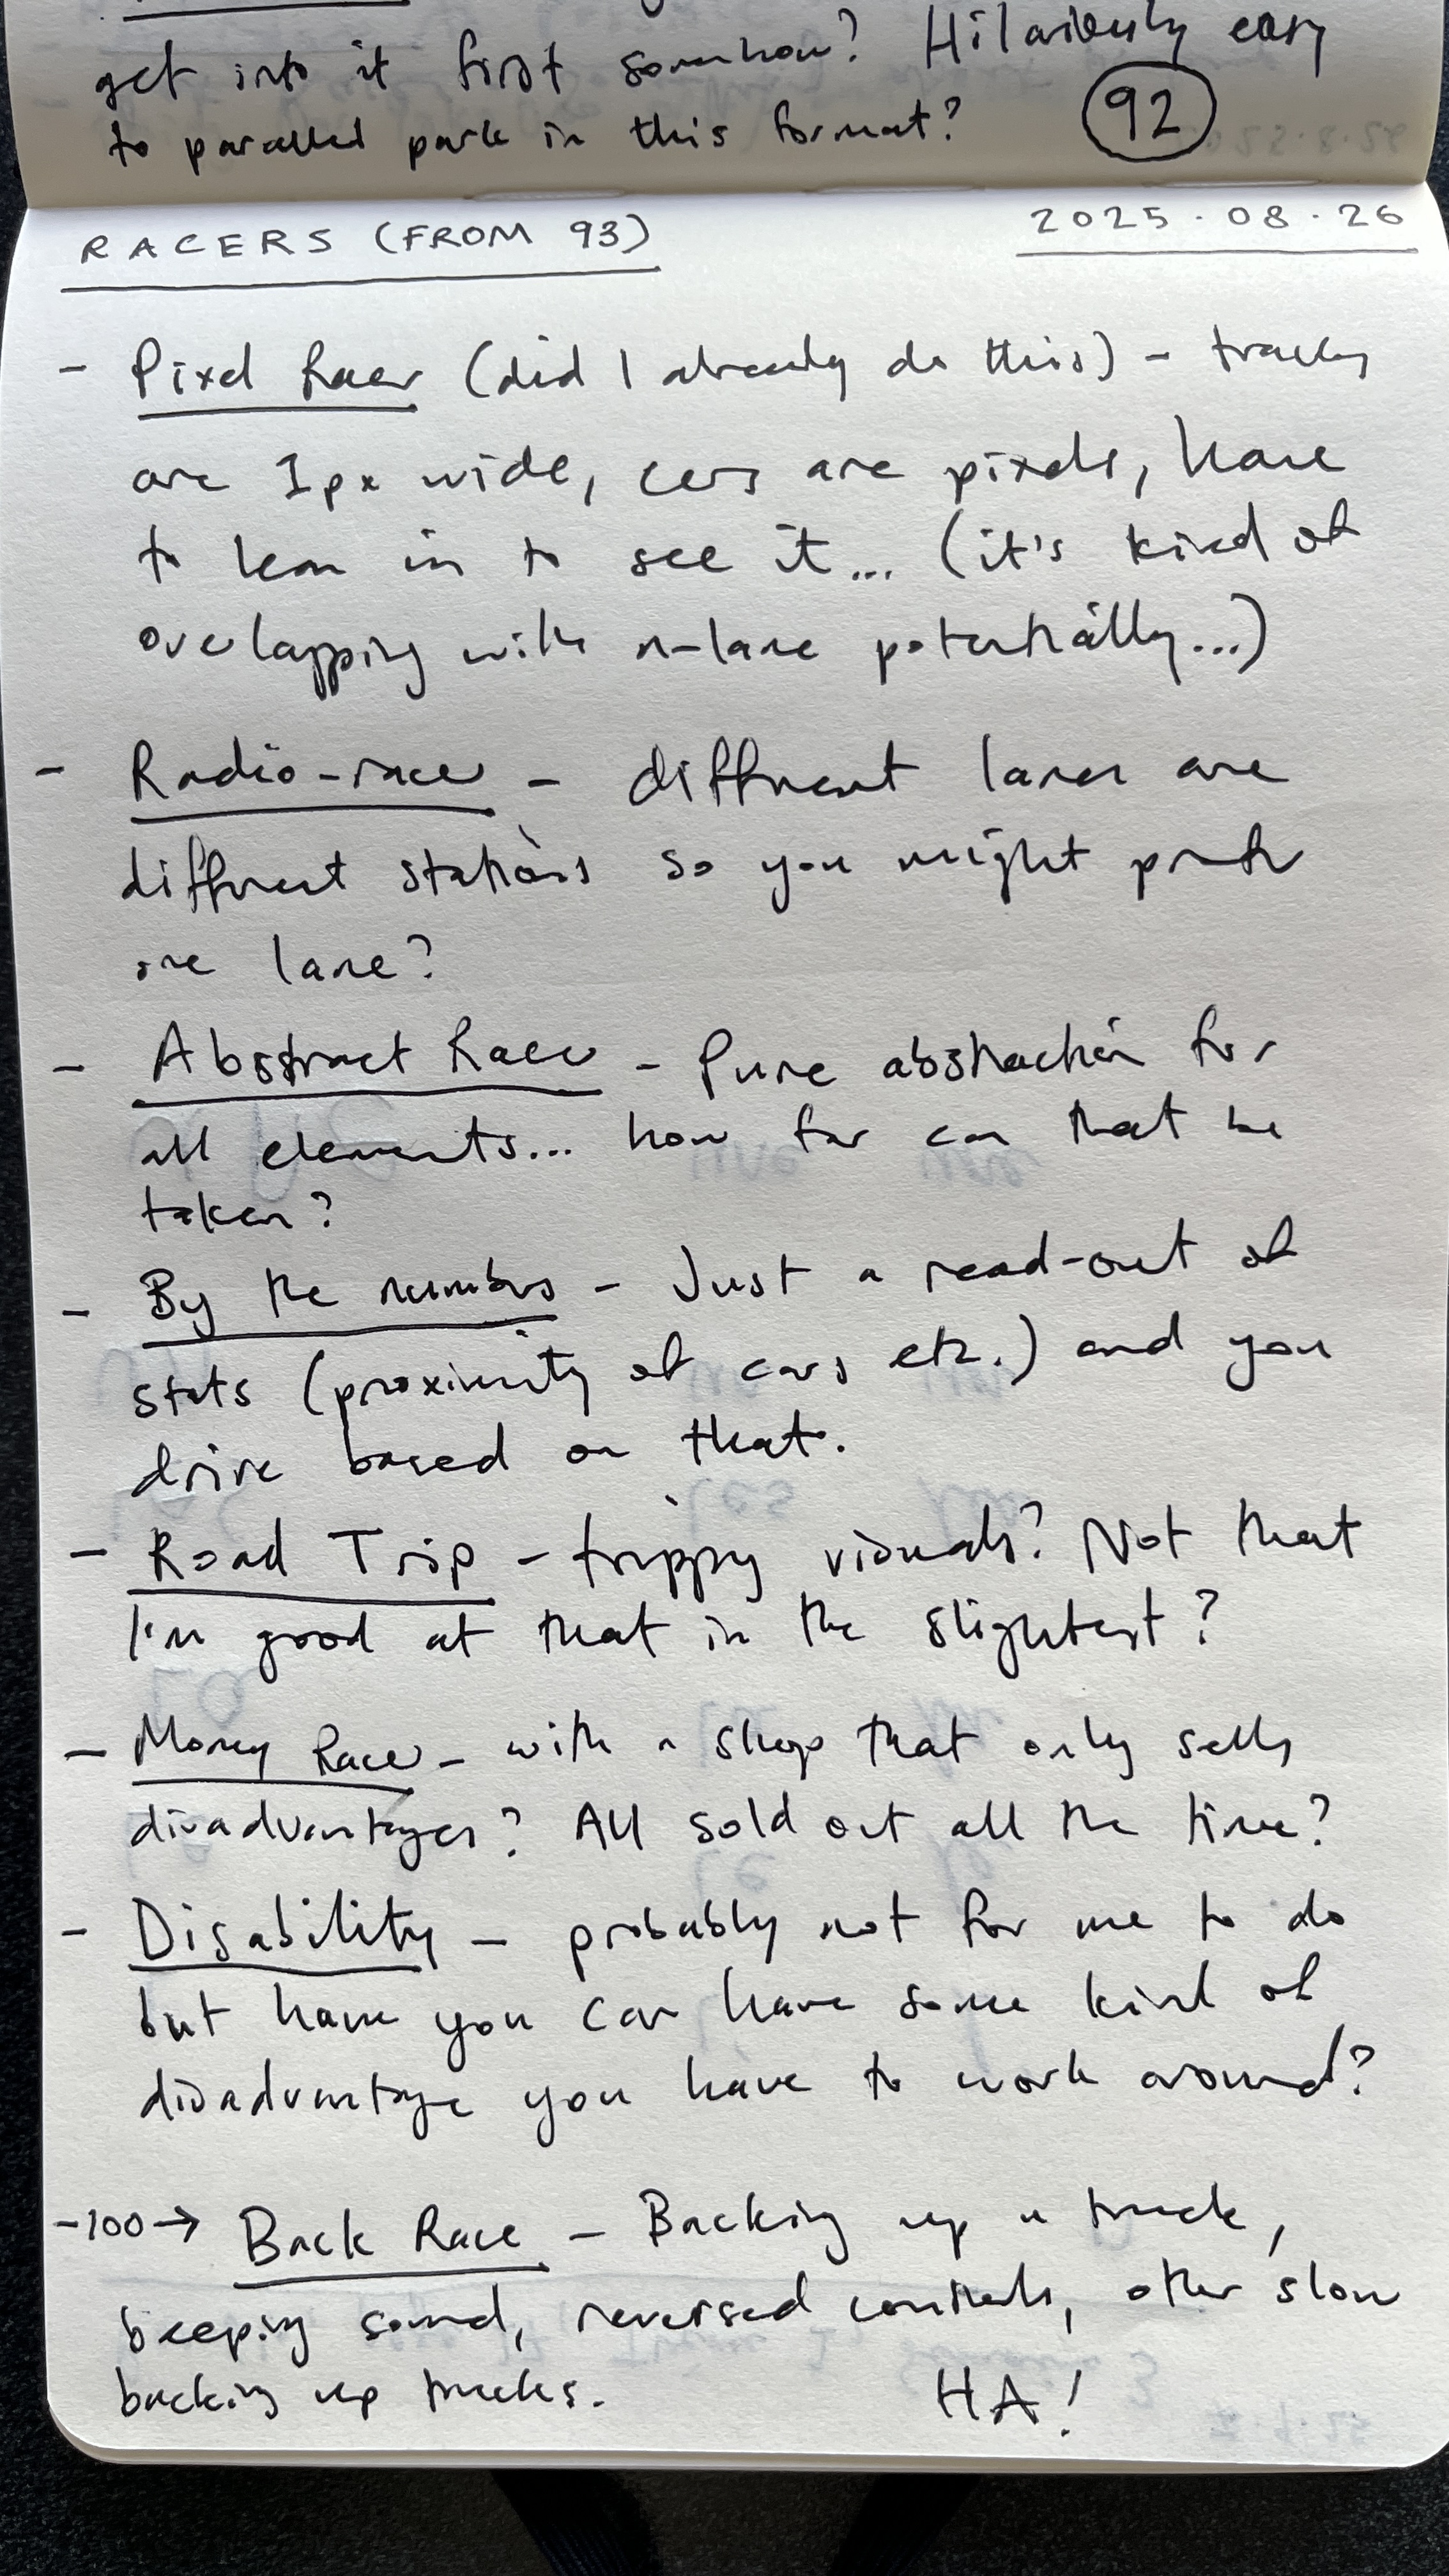 get into it first somehow? Hilariously easy
to parallel park in this format? 92
RACERS (FROM 93) 2025.08.26
- Pixel Racer (did I already do this) - tracks
are 1px wide, cars are pixels, have
to lean in to see it... (it's kind of
overlapping with n-lane potentially...)
- Radio-racer - different lanes are
different stations so you might prefer
one lane?
- Abstract Racer - Pure abstraction for
all elements... how far can that be
taken?
- By the numbers - Just a read-out of
stats (proximity of cars etc.) and you
drive based on that.
- Road Trip - trippy visuals? Not that
I'm good at that in the slightest?
- Money Racer - with a shop that only sells
disadvantages? All sold out all the time?
- Disability - probably not for me to do
but have you car have some kind of
disadvantage you have to work around?
-100→ Back Race - Backing up a truck,
beeping sound, reversed controls, other slow
backing up trucks. HA!